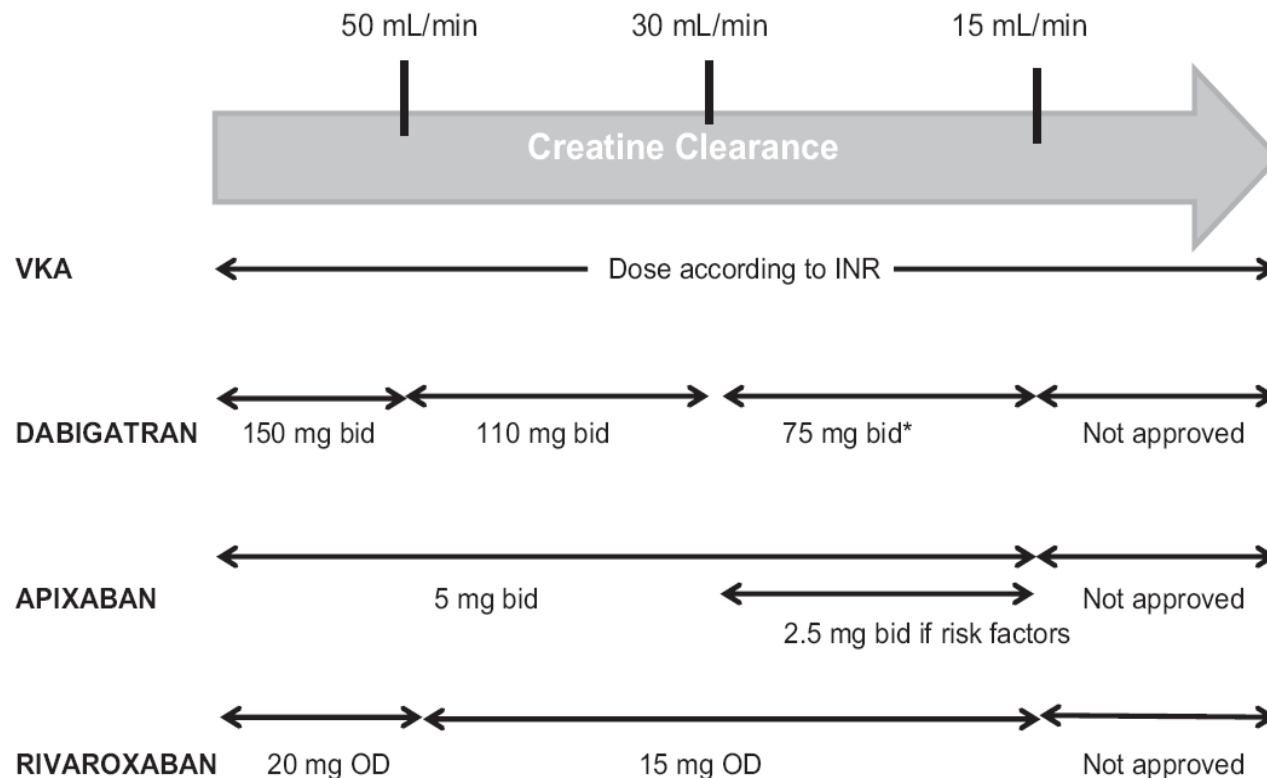 50 mL/min 30 mL/min 15 mL/min
Creatine Clearance
VKA Dose according to INR
DABIGATRAN 150 mg bid 110 mg bid 75 mg bid* Not approved
APIXABAN 5 mg bid Not approved
2.5 mg bid if risk factors
RIVAROXABAN 20 mg OD 15 mg OD Not approved